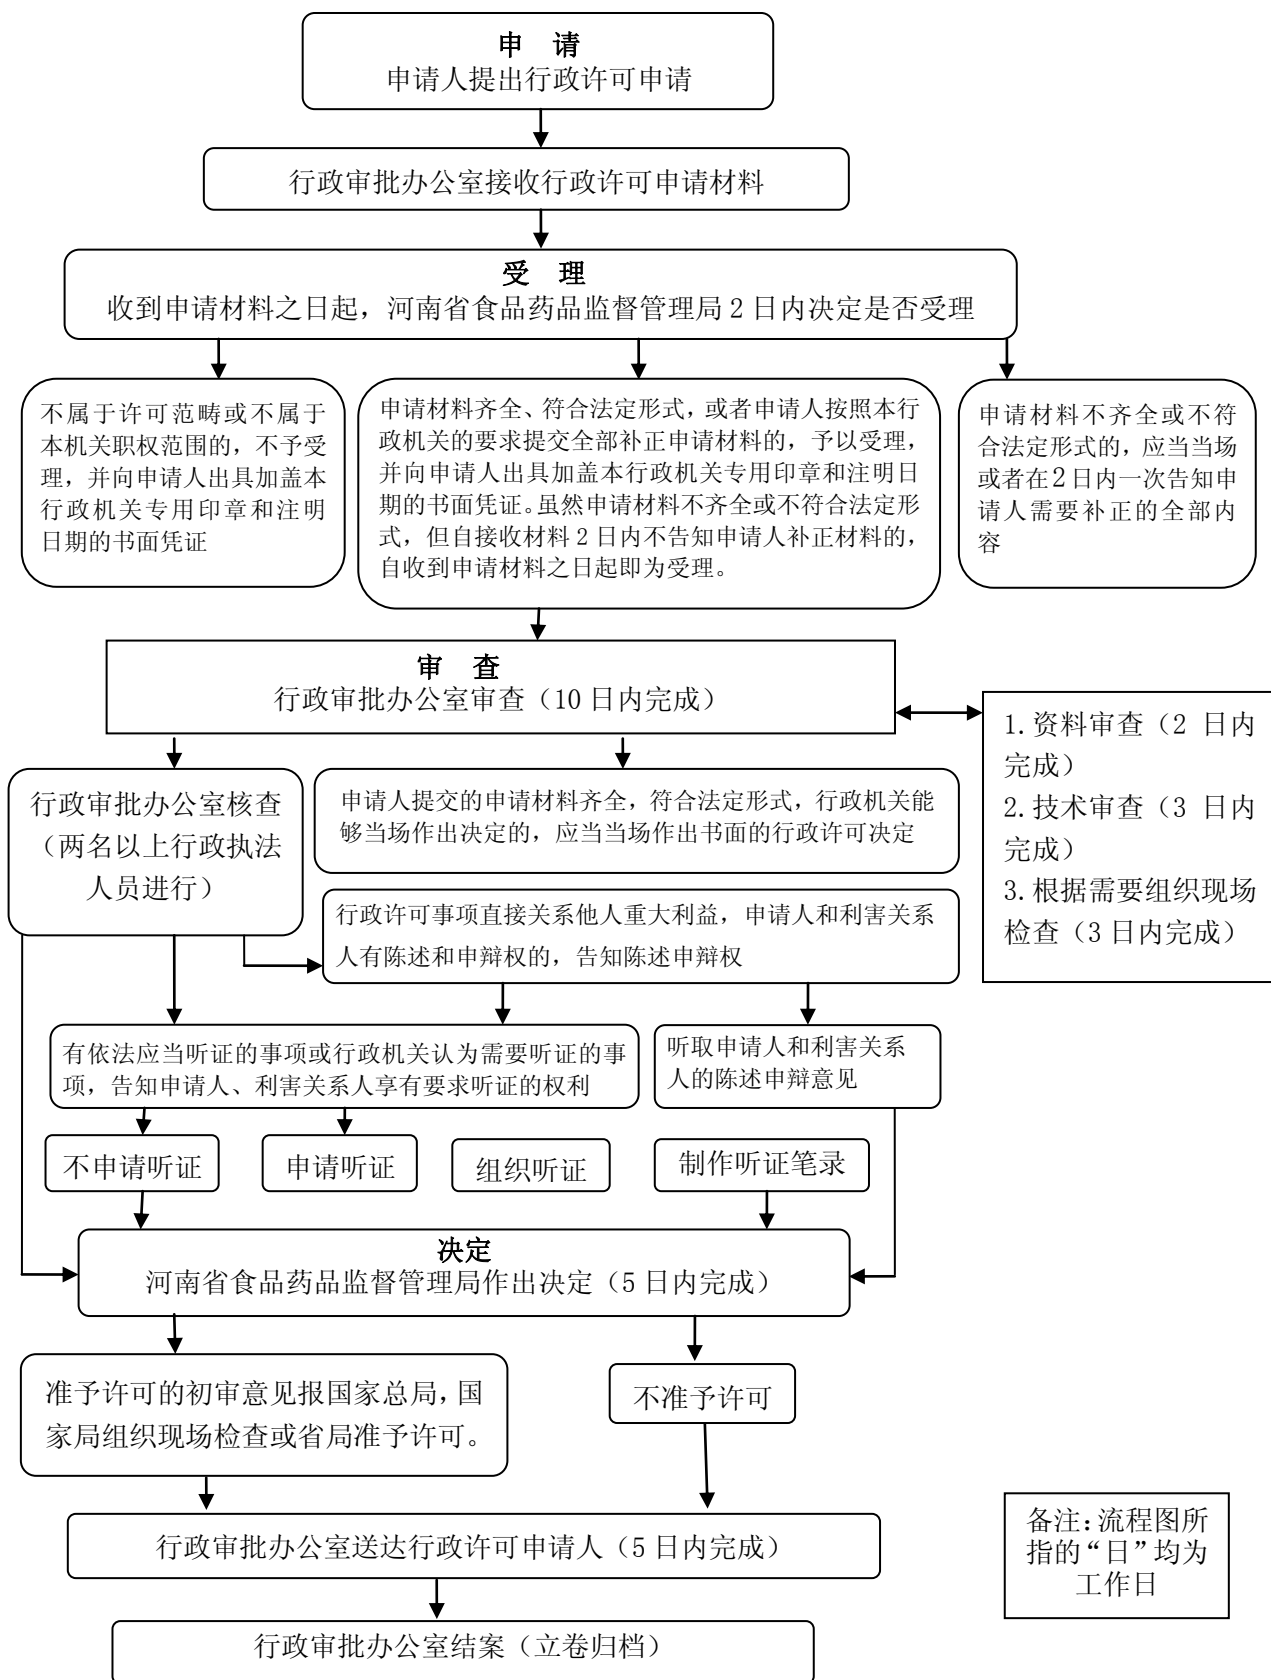 申 请
申请人提出行政许可申请
行政审批办公室接收行政许可申请材料
受 理
收到申请材料之日起，河南省食品药品监督管理局 2 日内决定是否受理
不属于许可范畴或不属于
本机关职权范围的，不予受
理，并向申请人出具加盖本
行政机关专用印章和注明
日期的书面凭证
申请材料齐全、符合法定形式，或者申请人按照本行
政机关的要求提交全部补正申请材料的，予以受理，
并向申请人出具加盖本行政机关专用印章和注明日
期的书面凭证。虽然申请材料不齐全或不符合法定形
式，但自接收材料 2 日内不告知申请人补正材料的，
自收到申请材料之日起即为受理。
申请材料不齐全或不符
合法定形式的，应当当场
或者在 2 日内一次告知申
请人需要补正的全部内
容
审 查
行政审批办公室审查（10 日内完成）
1.资料审查（2 日内
完成）
2.技术审查（3 日内
完成）
3.根据需要组织现场
检查（3 日内完成）
行政审批办公室核查
（两名以上行政执法
人员进行）
申请人提交的申请材料齐全，符合法定形式，行政机关能
够当场作出决定的，应当当场作出书面的行政许可决定
行政许可事项直接关系他人重大利益，申请人和利害关系
人有陈述和申辩权的，告知陈述申辩权
有依法应当听证的事项或行政机关认为需要听证的事
项，告知申请人、利害关系人享有要求听证的权利
听取申请人和利害关系
人的陈述申辩意见
不申请听证
申请听证
组织听证
制作听证笔录
决定
河南省食品药品监督管理局作出决定（5 日内完成）
准予许可的初审意见报国家总局，国
家局组织现场检查或省局准予许可。
不准予许可
行政审批办公室送达行政许可申请人（5 日内完成）
行政审批办公室结案（立卷归档）
备注：流程图所
指的“日”均为
工作日